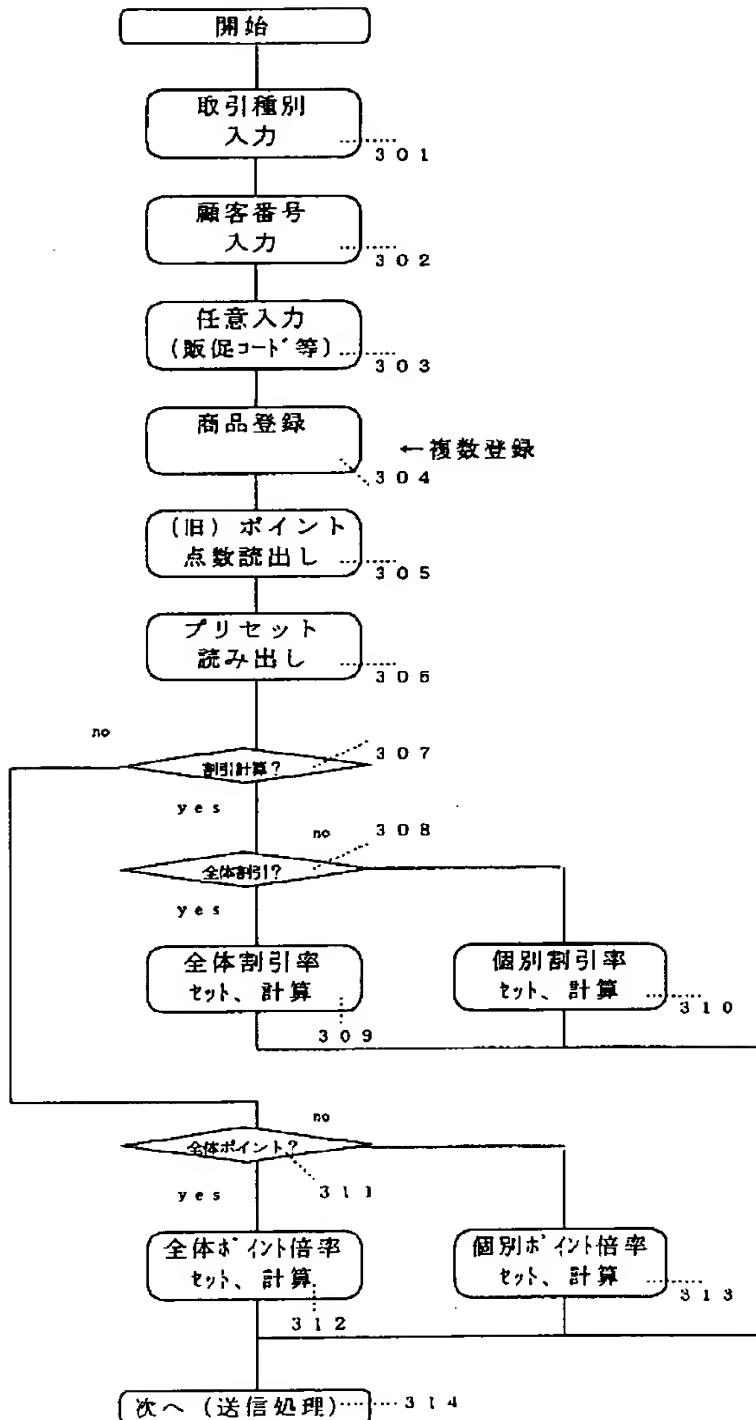 開始
取引種別
入力
301
顧客番号
入力
302
任意入力
(販促コード等)
303
商品登録
←複数登録
304
(旧)ポイント
点数読出し
305
プリセット
読み出し
306
no
307
割引計算?
yes
no
308
全体割引?
yes
全体割引率
セット、計算
309
個別割引率
セット、計算
310
no
全体ポイント?
311
yes
全体ポイント倍率
セット、計算
312
個別ポイント倍率
セット、計算
313
次へ(送信処理)
314